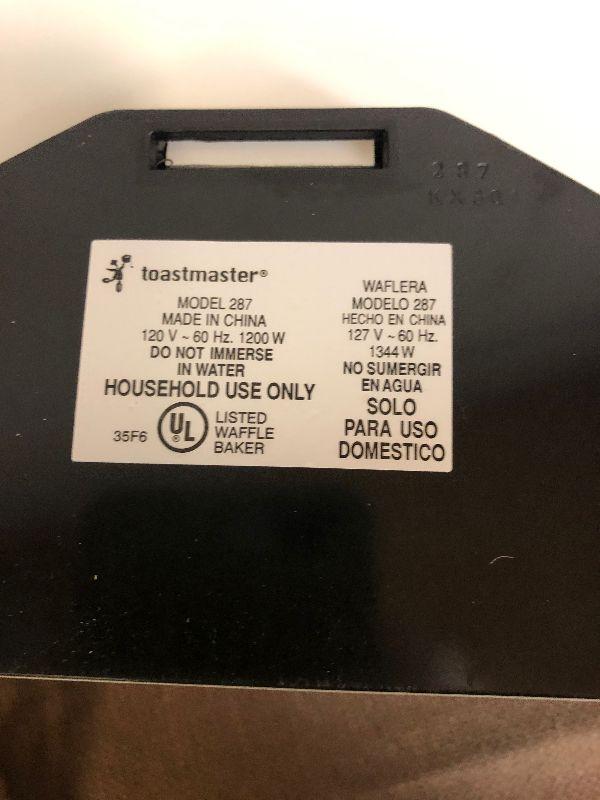 287
toastmaster®
MODEL 287
MADE IN CHINA
120 V ~ 60 Hz. 1200 W
DO NOT IMMERSE
IN WATER
HOUSEHOLD USE ONLY
35F6
UL
®
LISTED
WAFFLE
BAKER
WAFLERA
MODELO 287
HECHO EN CHINA
127 V ~ 60 Hz.
1344 W
NO SUMERGIR
EN AGUA
SOLO
PARA USO
DOMESTICO